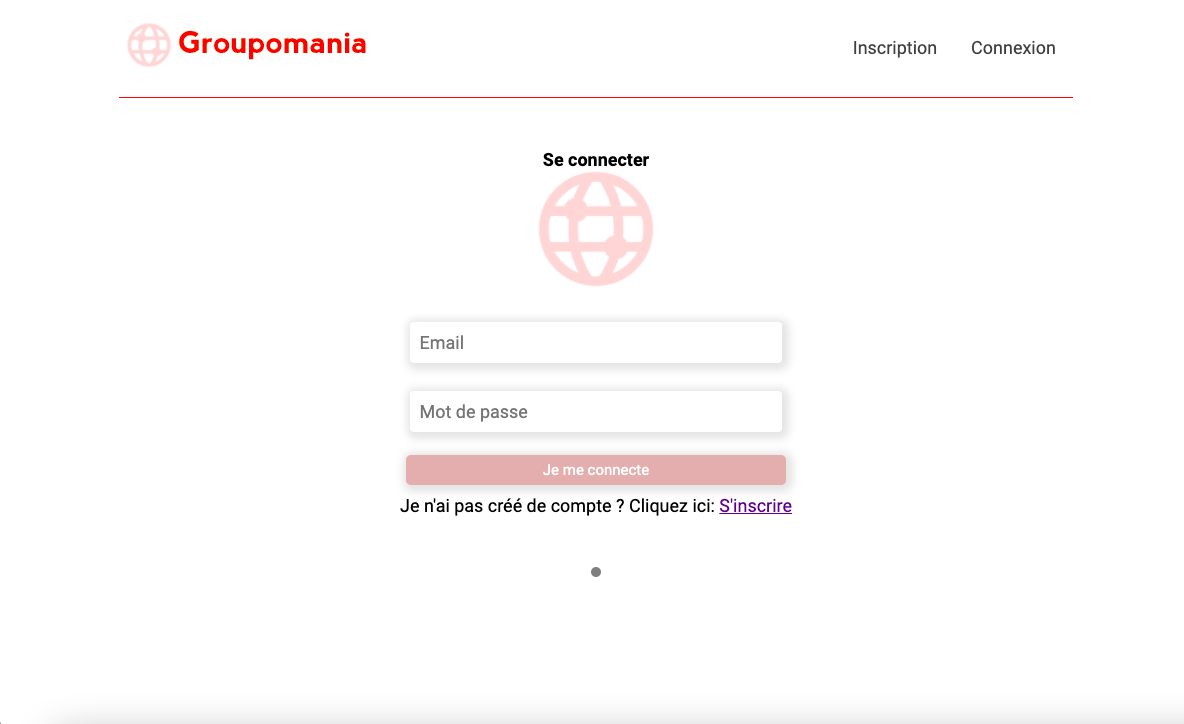 Groupomania
Inscription
Connexion
Se connecter
Email
Mot de passe
Je me connecte
Je n'ai pas créé de compte ? Cliquez ici: S'inscrire